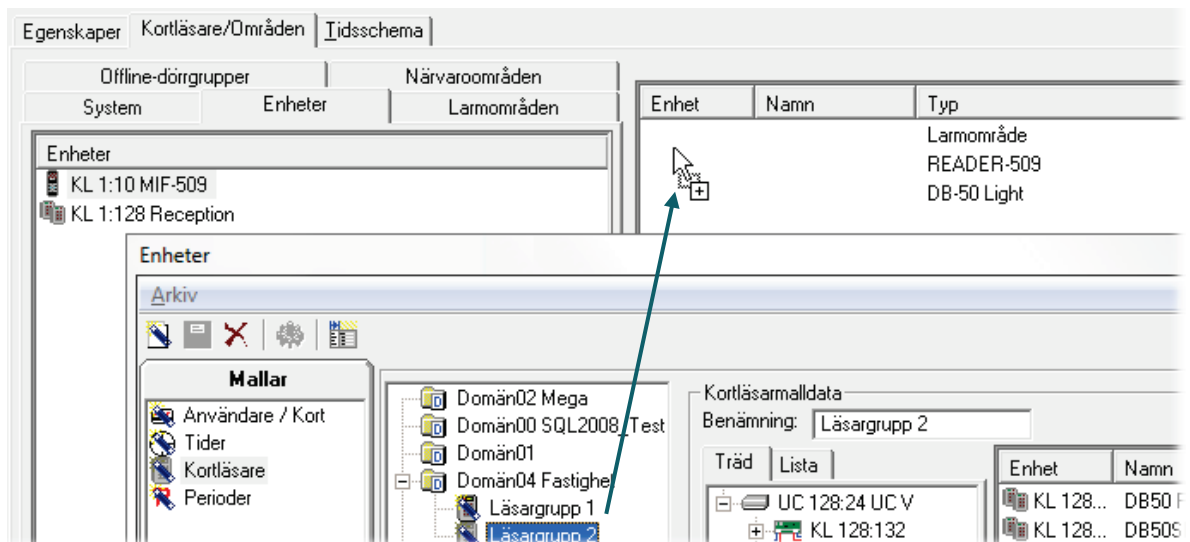 Egenskaper Kortläsare/Områden Tidsschema
Offline-dörrgrupper Närvaroområden
System Enheter Larmområden
Enheter
KL 1:10 MIF-509
KL 1:128 Reception
Enhet Namn Typ
Larmområde
READER-509
DB-50 Light
Enheter
Arkiv
Mallar
Användare / Kort
Tider
Kortläsare
Perioder
Domän02 Mega
Domän00 SQL2008_Test
Domän01
Domän04 Fastighet
Läsargrupp 1
Läsargrupp 2
Kortläsarmalldata
Benämning: Läsargrupp 2
Träd Lista
UC 128:24 UC V
KL 128:132
Enhet Namn
KL 128... DB50
KL 128... DB50S